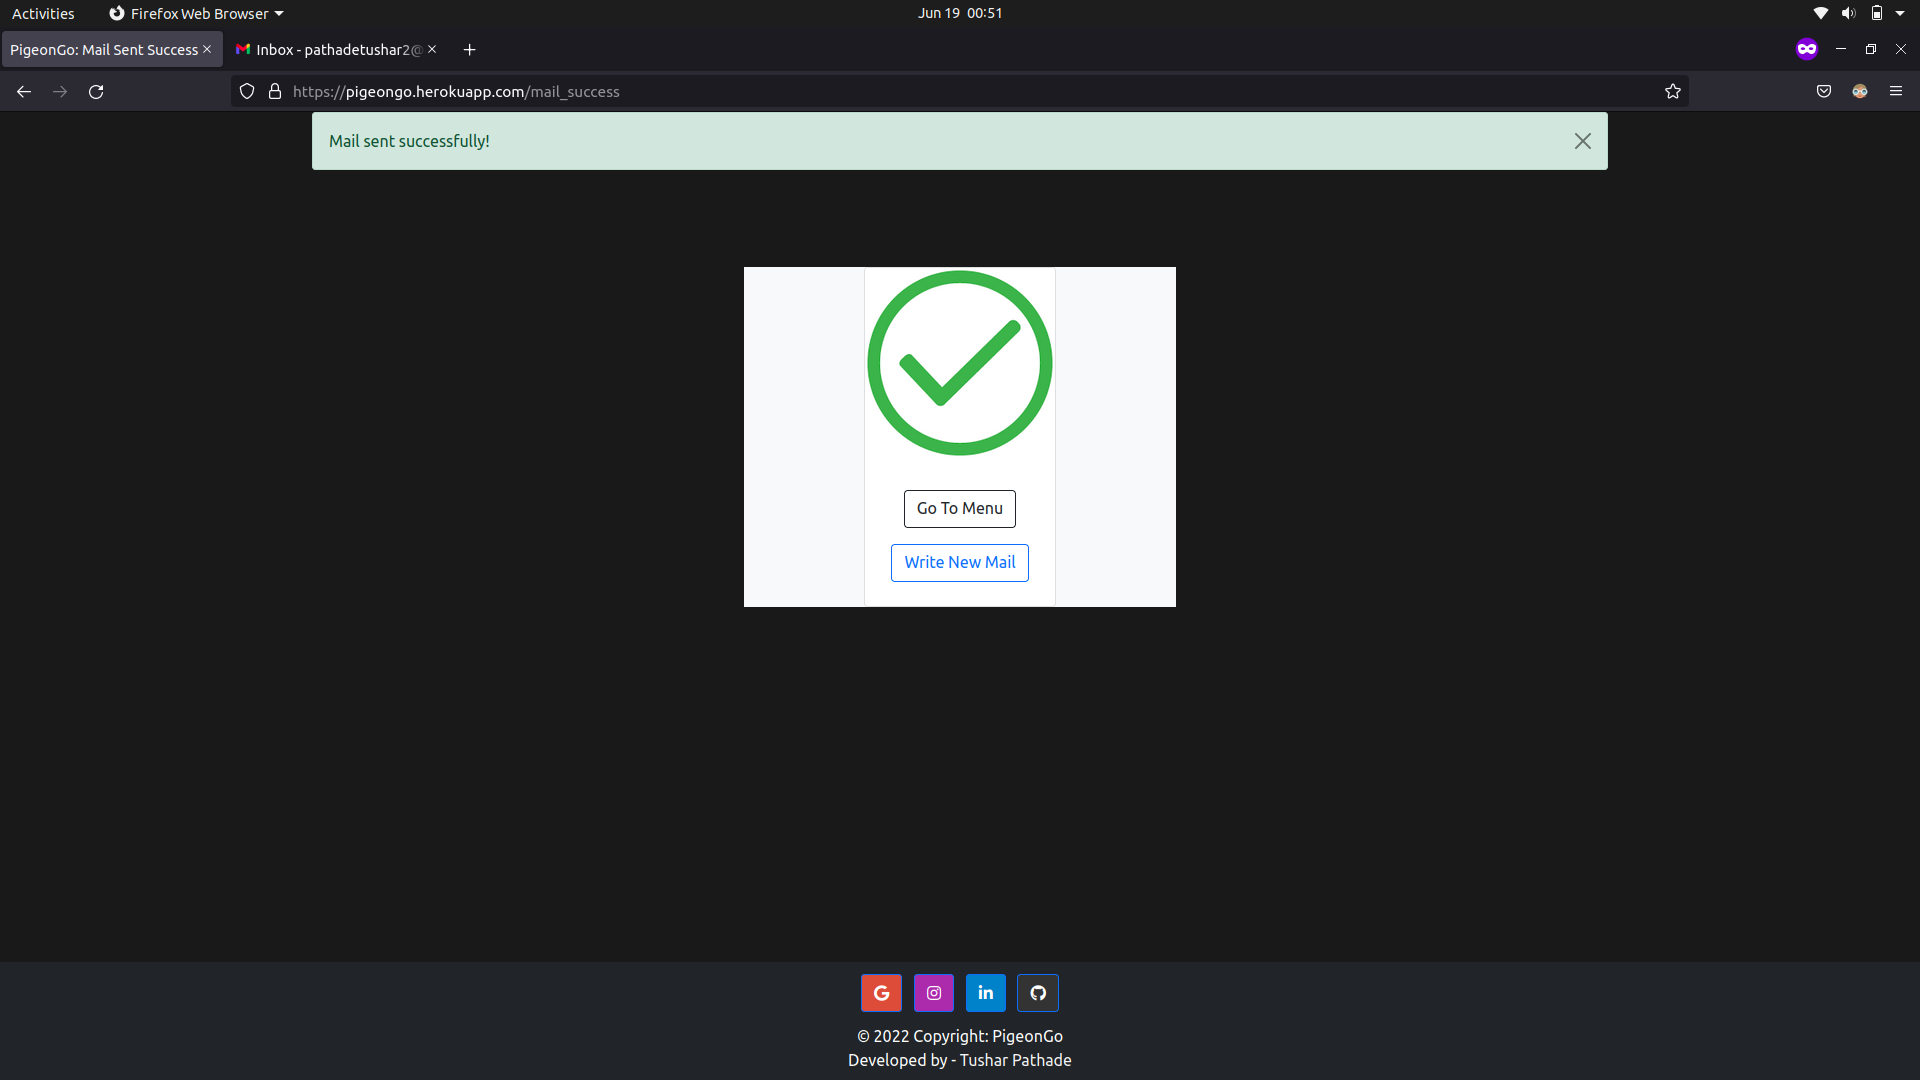 Activities
Firefox Web Browser
Jun 19 00:51
PigeonGo: Mail Sent Success
Inbox - pathadetushar2@
https://pigeongo.herokuapp.com/mail_success
Mail sent successfully!
Go To Menu
Write New Mail
© 2022 Copyright: PigeonGo
Developed by - Tushar Pathade